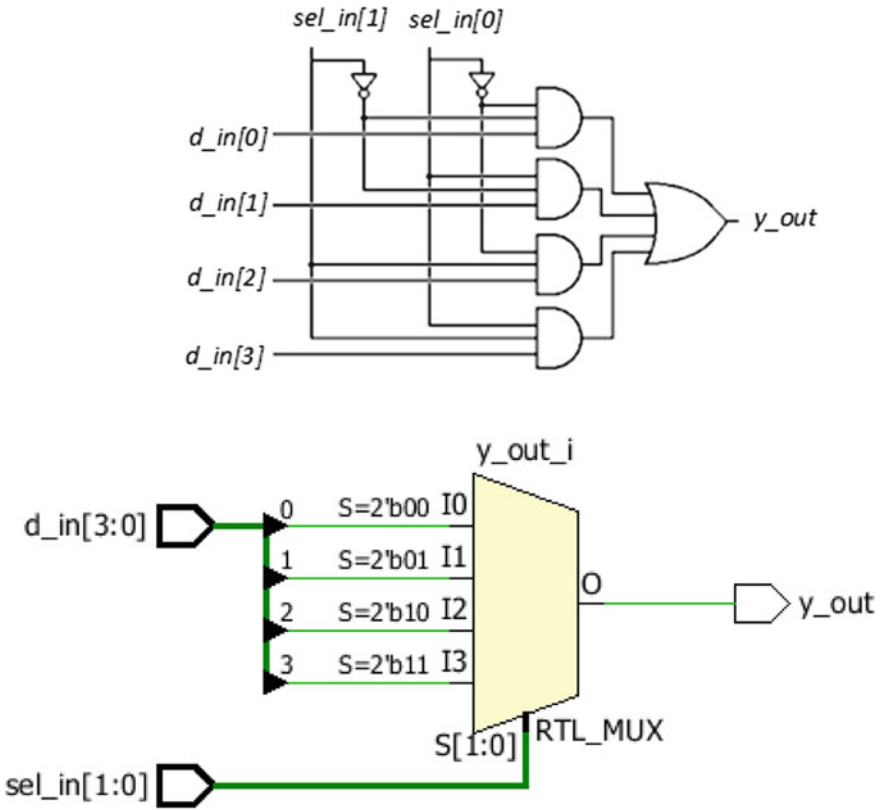 sel_in[1] sel_in[0]
d_in[0]
d_in[1]
y_out
d_in[2]
d_in[3]
y_out_i
d_in[3:0]
0 S=2'b00 I0
1 S=2'b01 I1
2 S=2'b10 I2
O
y_out
3 S=2'b11 I3
S[1:0] RTL_MUX
sel_in[1:0]